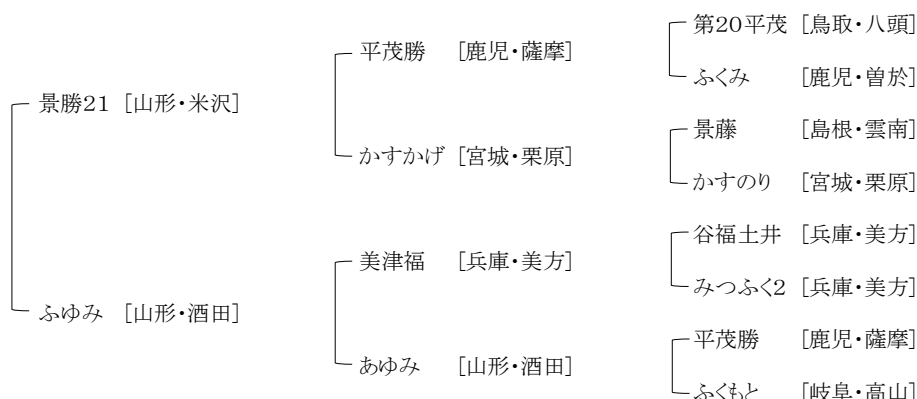 第20平茂 [鳥取・八頭]
平茂勝 [鹿児・薩摩]
ふくみ [鹿児・曽於]
景勝21 [山形・米沢]
景藤 [島根・雲南]
かすかげ [宮城・栗原]
かすのり [宮城・栗原]
谷福土井 [兵庫・美方]
美津福 [兵庫・美方]
みつふく2 [兵庫・美方]
ふゆみ [山形・酒田]
平茂勝 [鹿児・薩摩]
あゆみ [山形・酒田]
ふくもと [岐阜・高山]